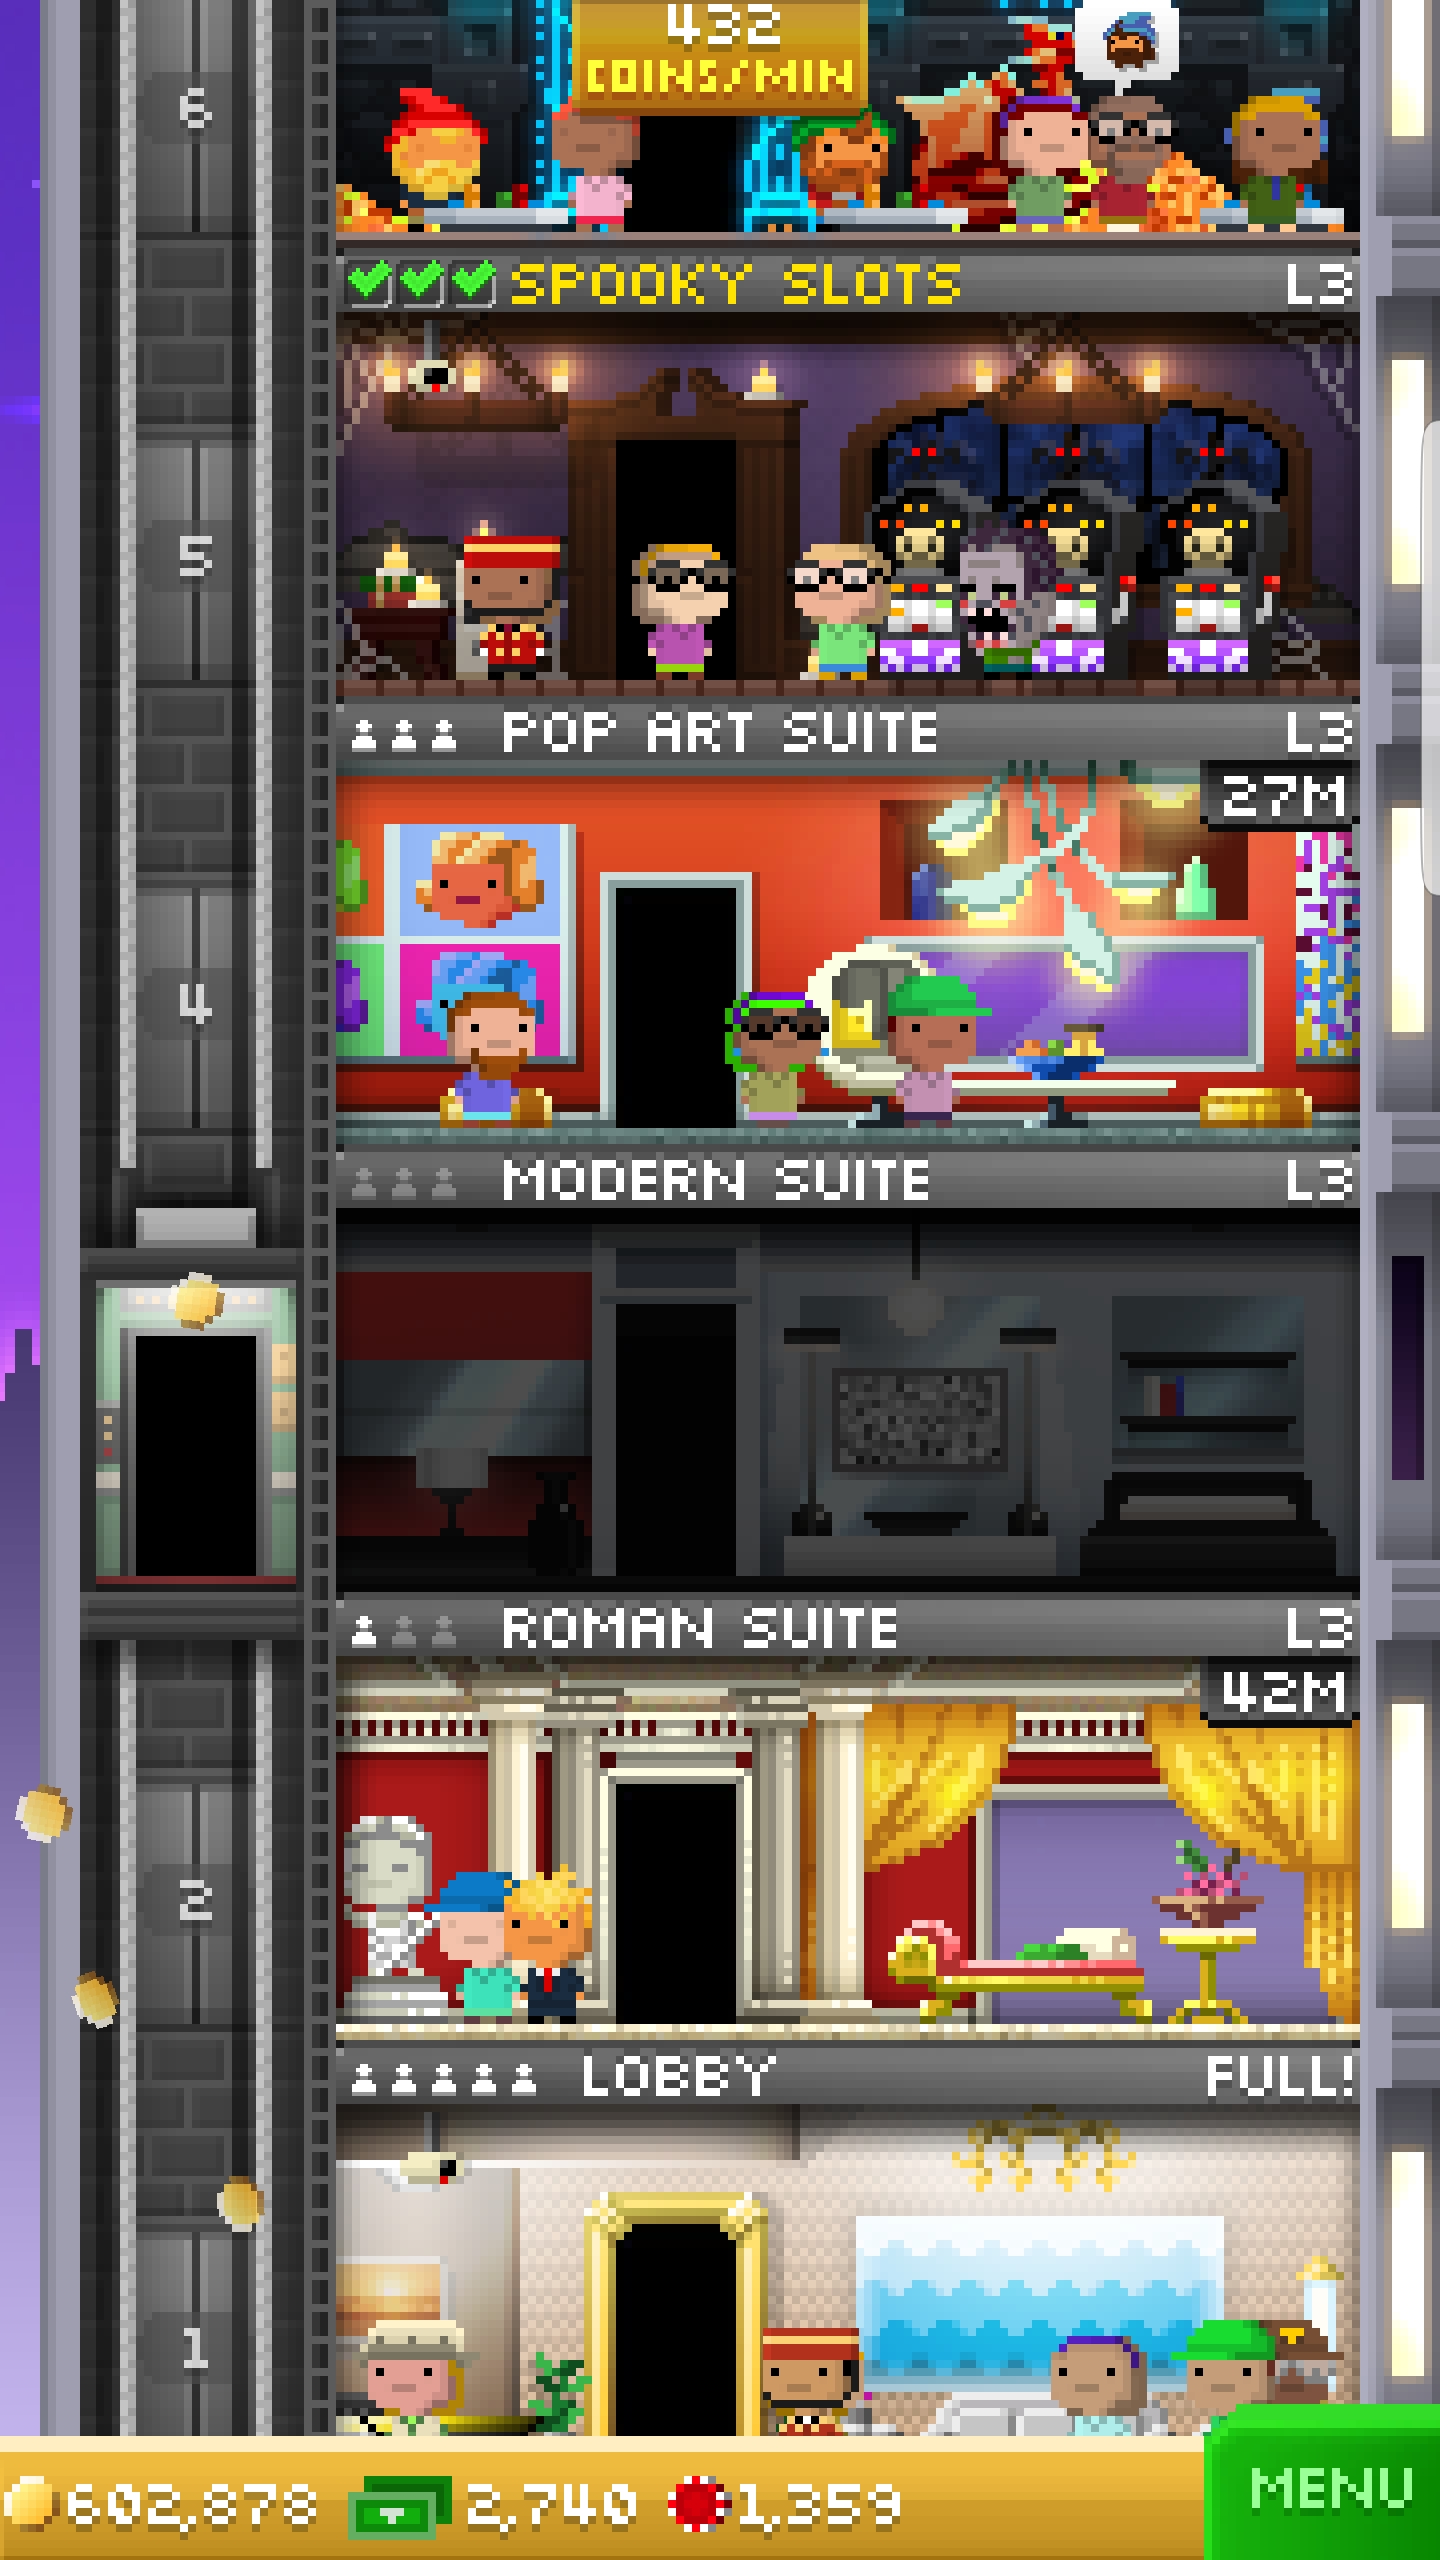 432
COINS/MIN
6
SPOOKY SLOTS L3
5
POP ART SUITE L3
27M
4
MODERN SUITE L3
ROMAN SUITE L3
42M
2
LOBBY FULL!
1
602,878 2,740 1,359
MENU